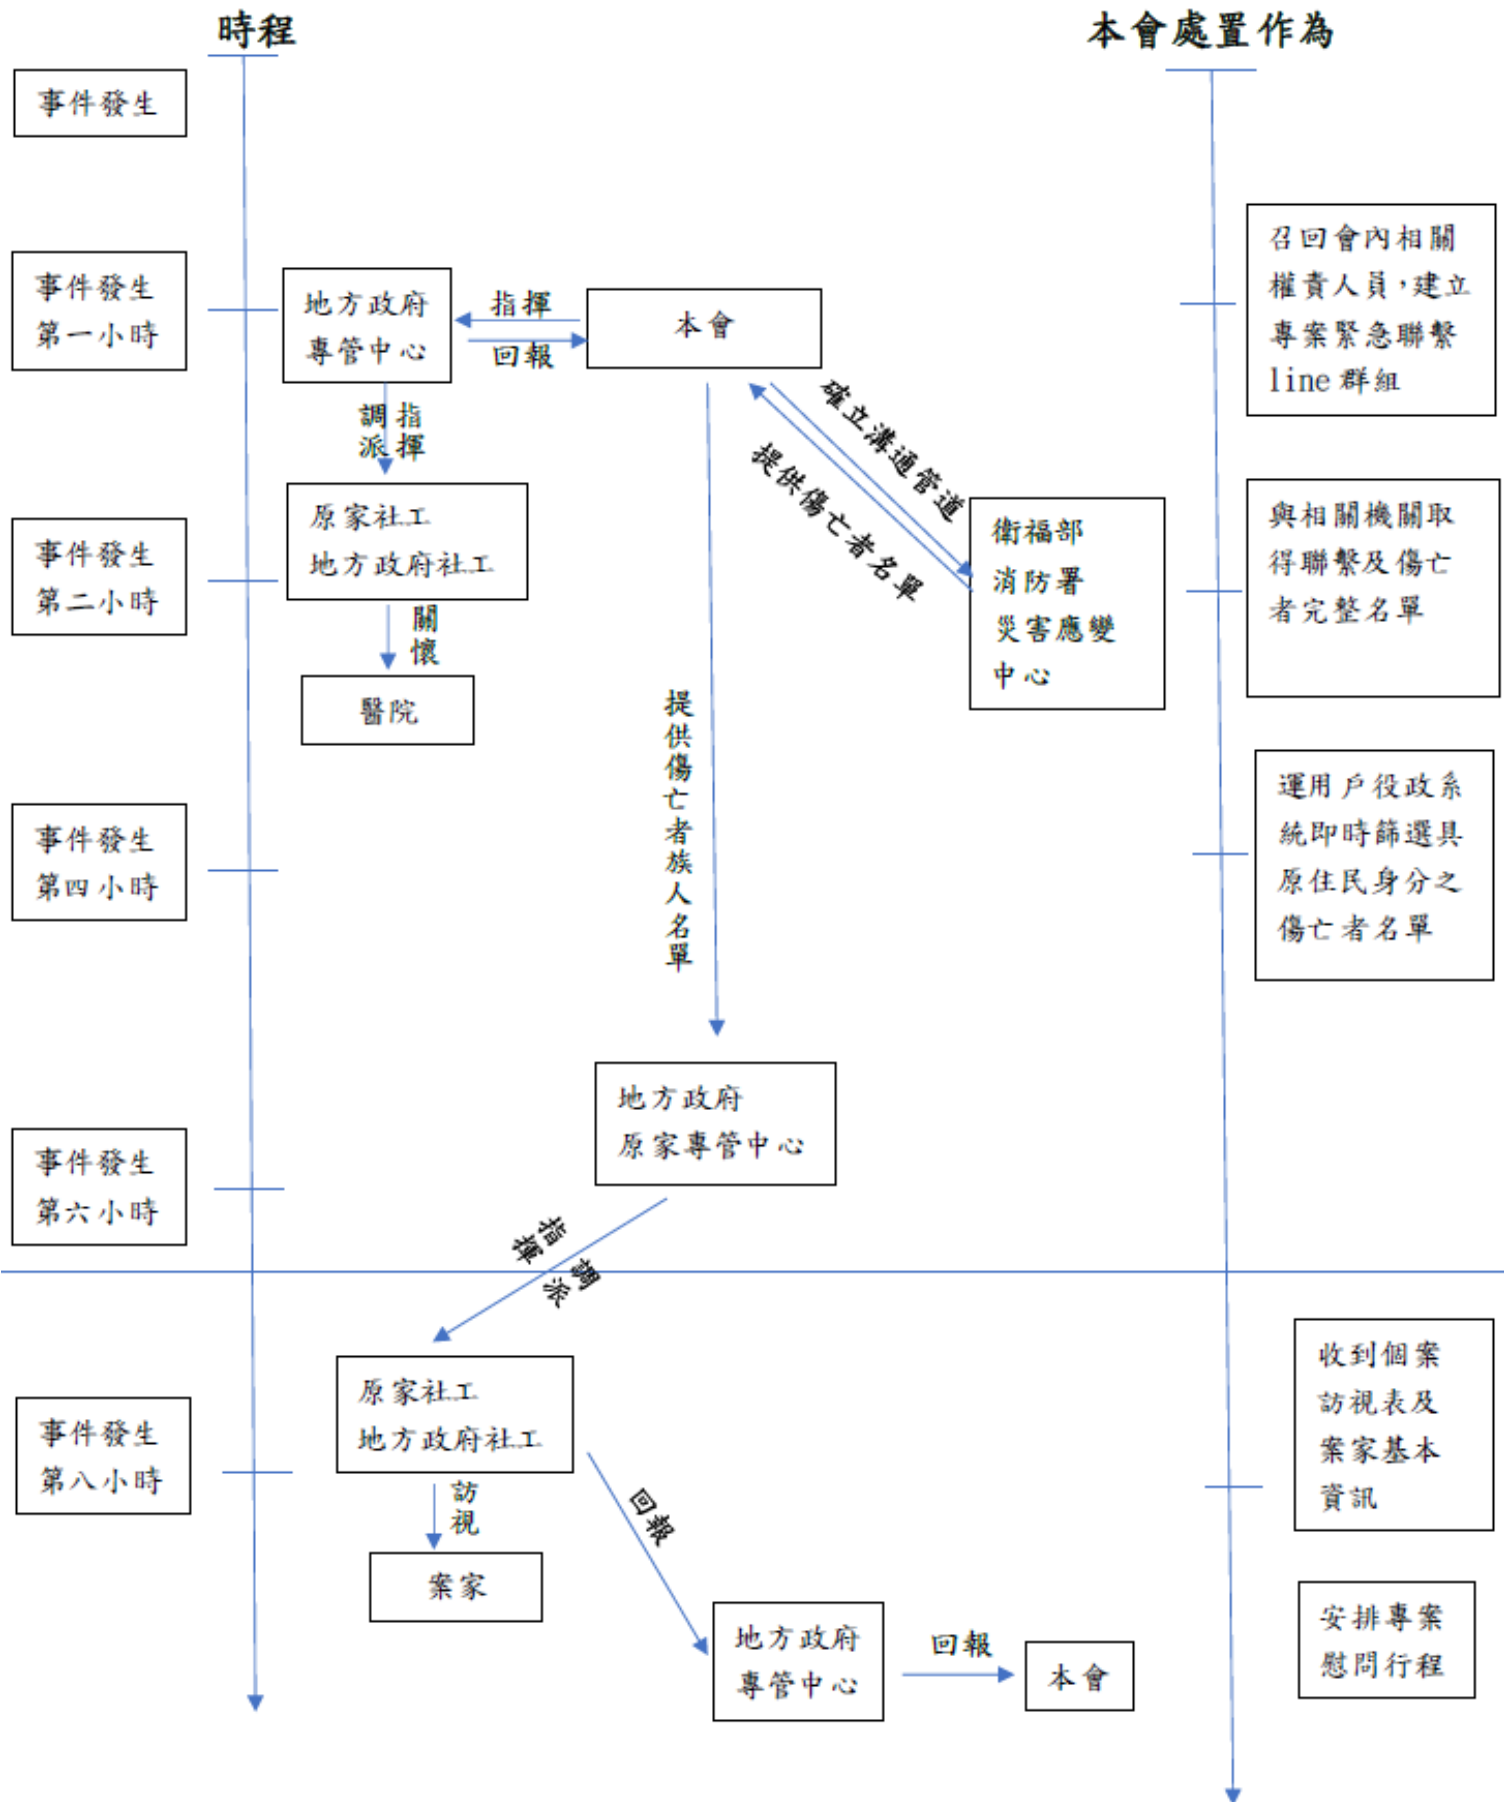 時程
本會處置作為
事件發生
事件發生
第一小時
地方政府
專管中心
指揮
回報
本會
召回會內相關
權責人員,建立
專案緊急聯繫
line 群組
調派
指揮
確立溝通管道
提供傷亡者名單
原家社工
地方政府社工
事件發生
第二小時
衛福部
消防署
災害應變
中心
與相關機關取
得聯繫及傷亡
者完整名單
關懷
醫院
提供傷亡者族人名單
事件發生
第四小時
運用戶役政系
統即時篩選具
原住民身分之
傷亡者名單
地方政府
原家專管中心
事件發生
第六小時
指揮
調派
原家社工
地方政府社工
事件發生
第八小時
收到個案
訪視表及
案家基本
資訊
訪視
回報
案家
地方政府
專管中心
回報
本會
安排專案
慰問行程